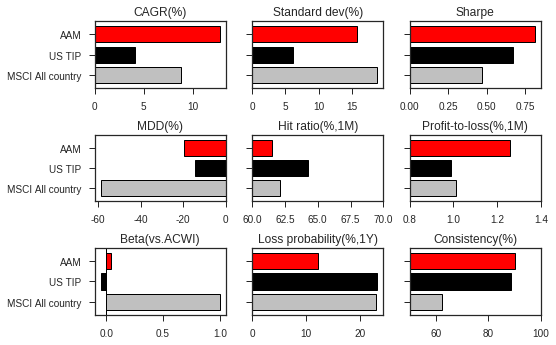 CAGR(%)
Standard dev(%)
Sharpe
AAM
US TIP
MSCI All country
0 5 10
0 5 10 15
0.00 0.25 0.50 0.75
MDD(%)
Hit ratio(%,1M)
Profit-to-loss(%,1M)
AAM
US TIP
MSCI All country
-60 -40 -20 0
60.0 62.5 65.0 67.5 70.0
0.8 1.0 1.2 1.4
Beta(vs.ACWI)
Loss probability(%,1Y)
Consistency(%)
AAM
US TIP
MSCI All country
0.0 0.5 1.0
0 10 20
60 80 100